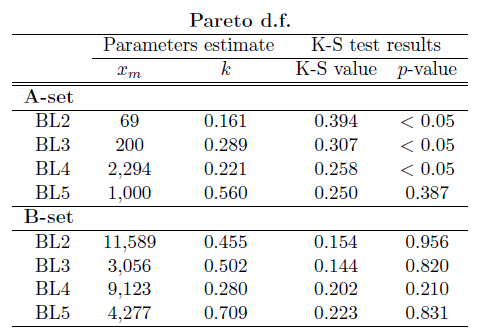 Pareto d.f.
Parameters estimate K-S test results
x_m k K-S value p-value
A-set
BL2 69 0.161 0.394 < 0.05
BL3 200 0.289 0.307 < 0.05
BL4 2,294 0.221 0.258 < 0.05
BL5 1,000 0.560 0.250 0.387
B-set
BL2 11,589 0.455 0.154 0.956
BL3 3,056 0.502 0.144 0.820
BL4 9,123 0.280 0.202 0.210
BL5 4,277 0.709 0.223 0.831